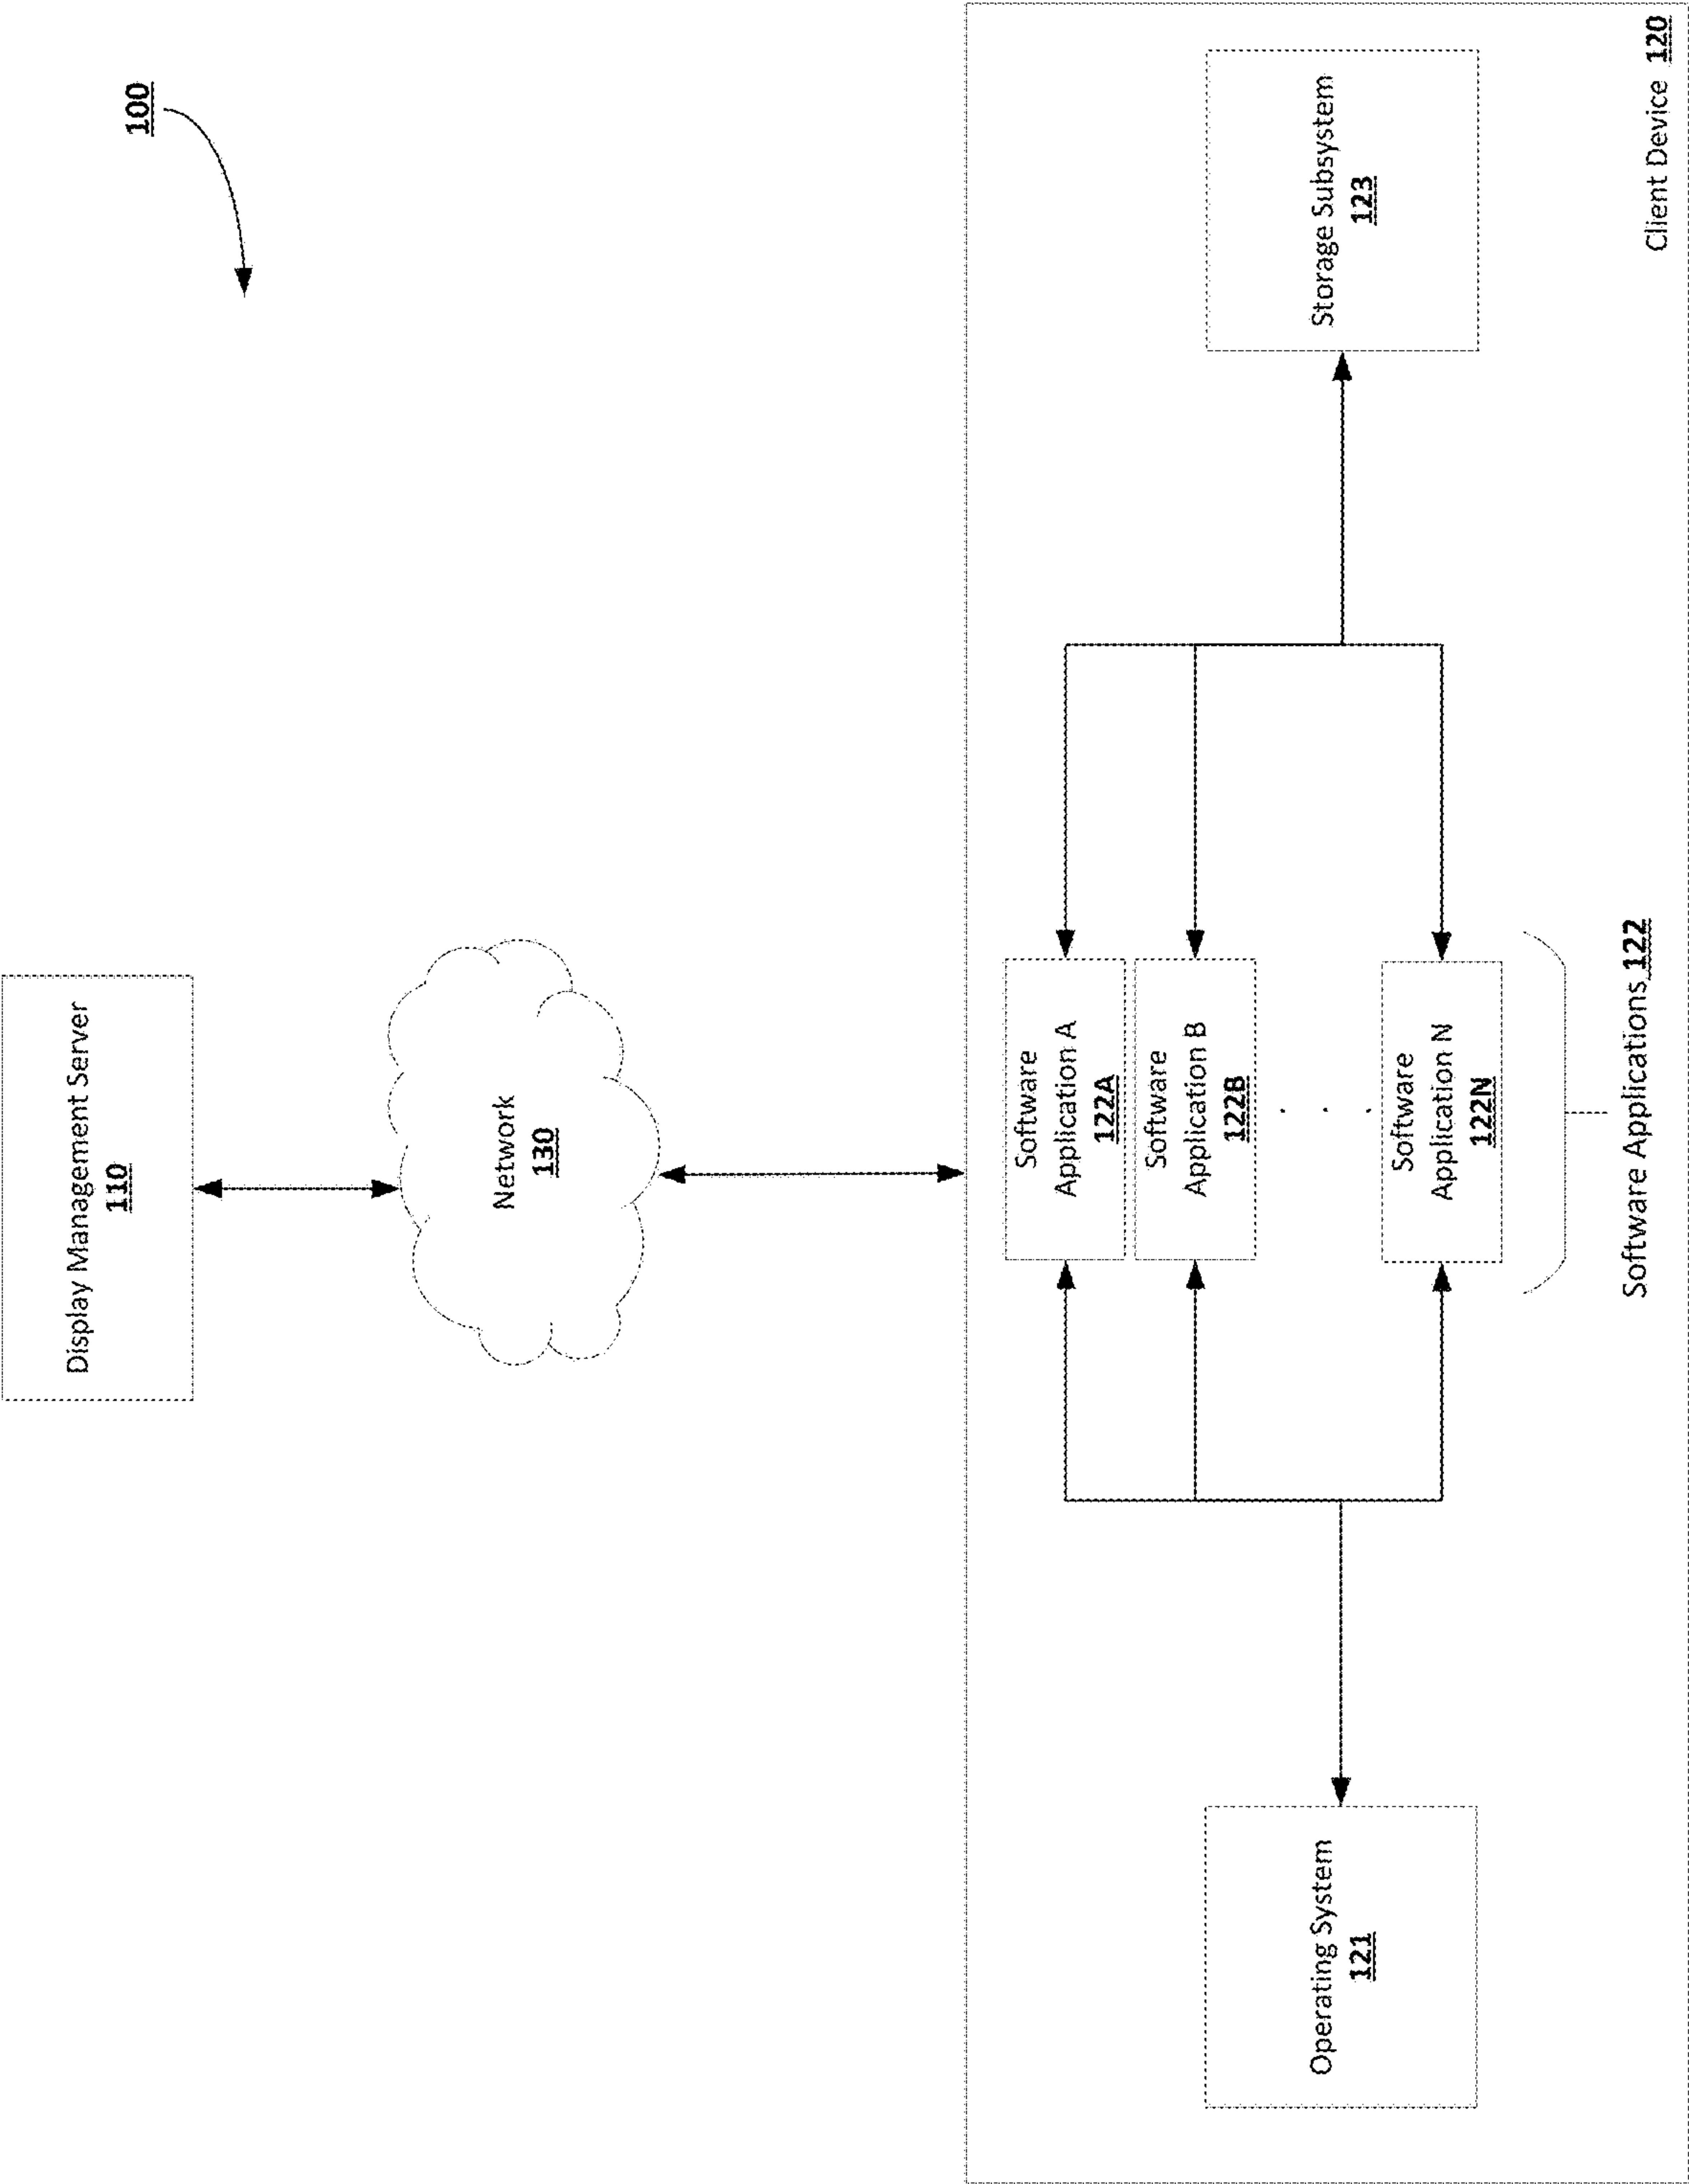 100
Display Management Server
110
Network
130
Software
Application A
122A
Software
Application B
122B
. . .
Software
Application N
122N
Software Applications 122
Operating System
121
Storage Subsystem
123
Client Device 120